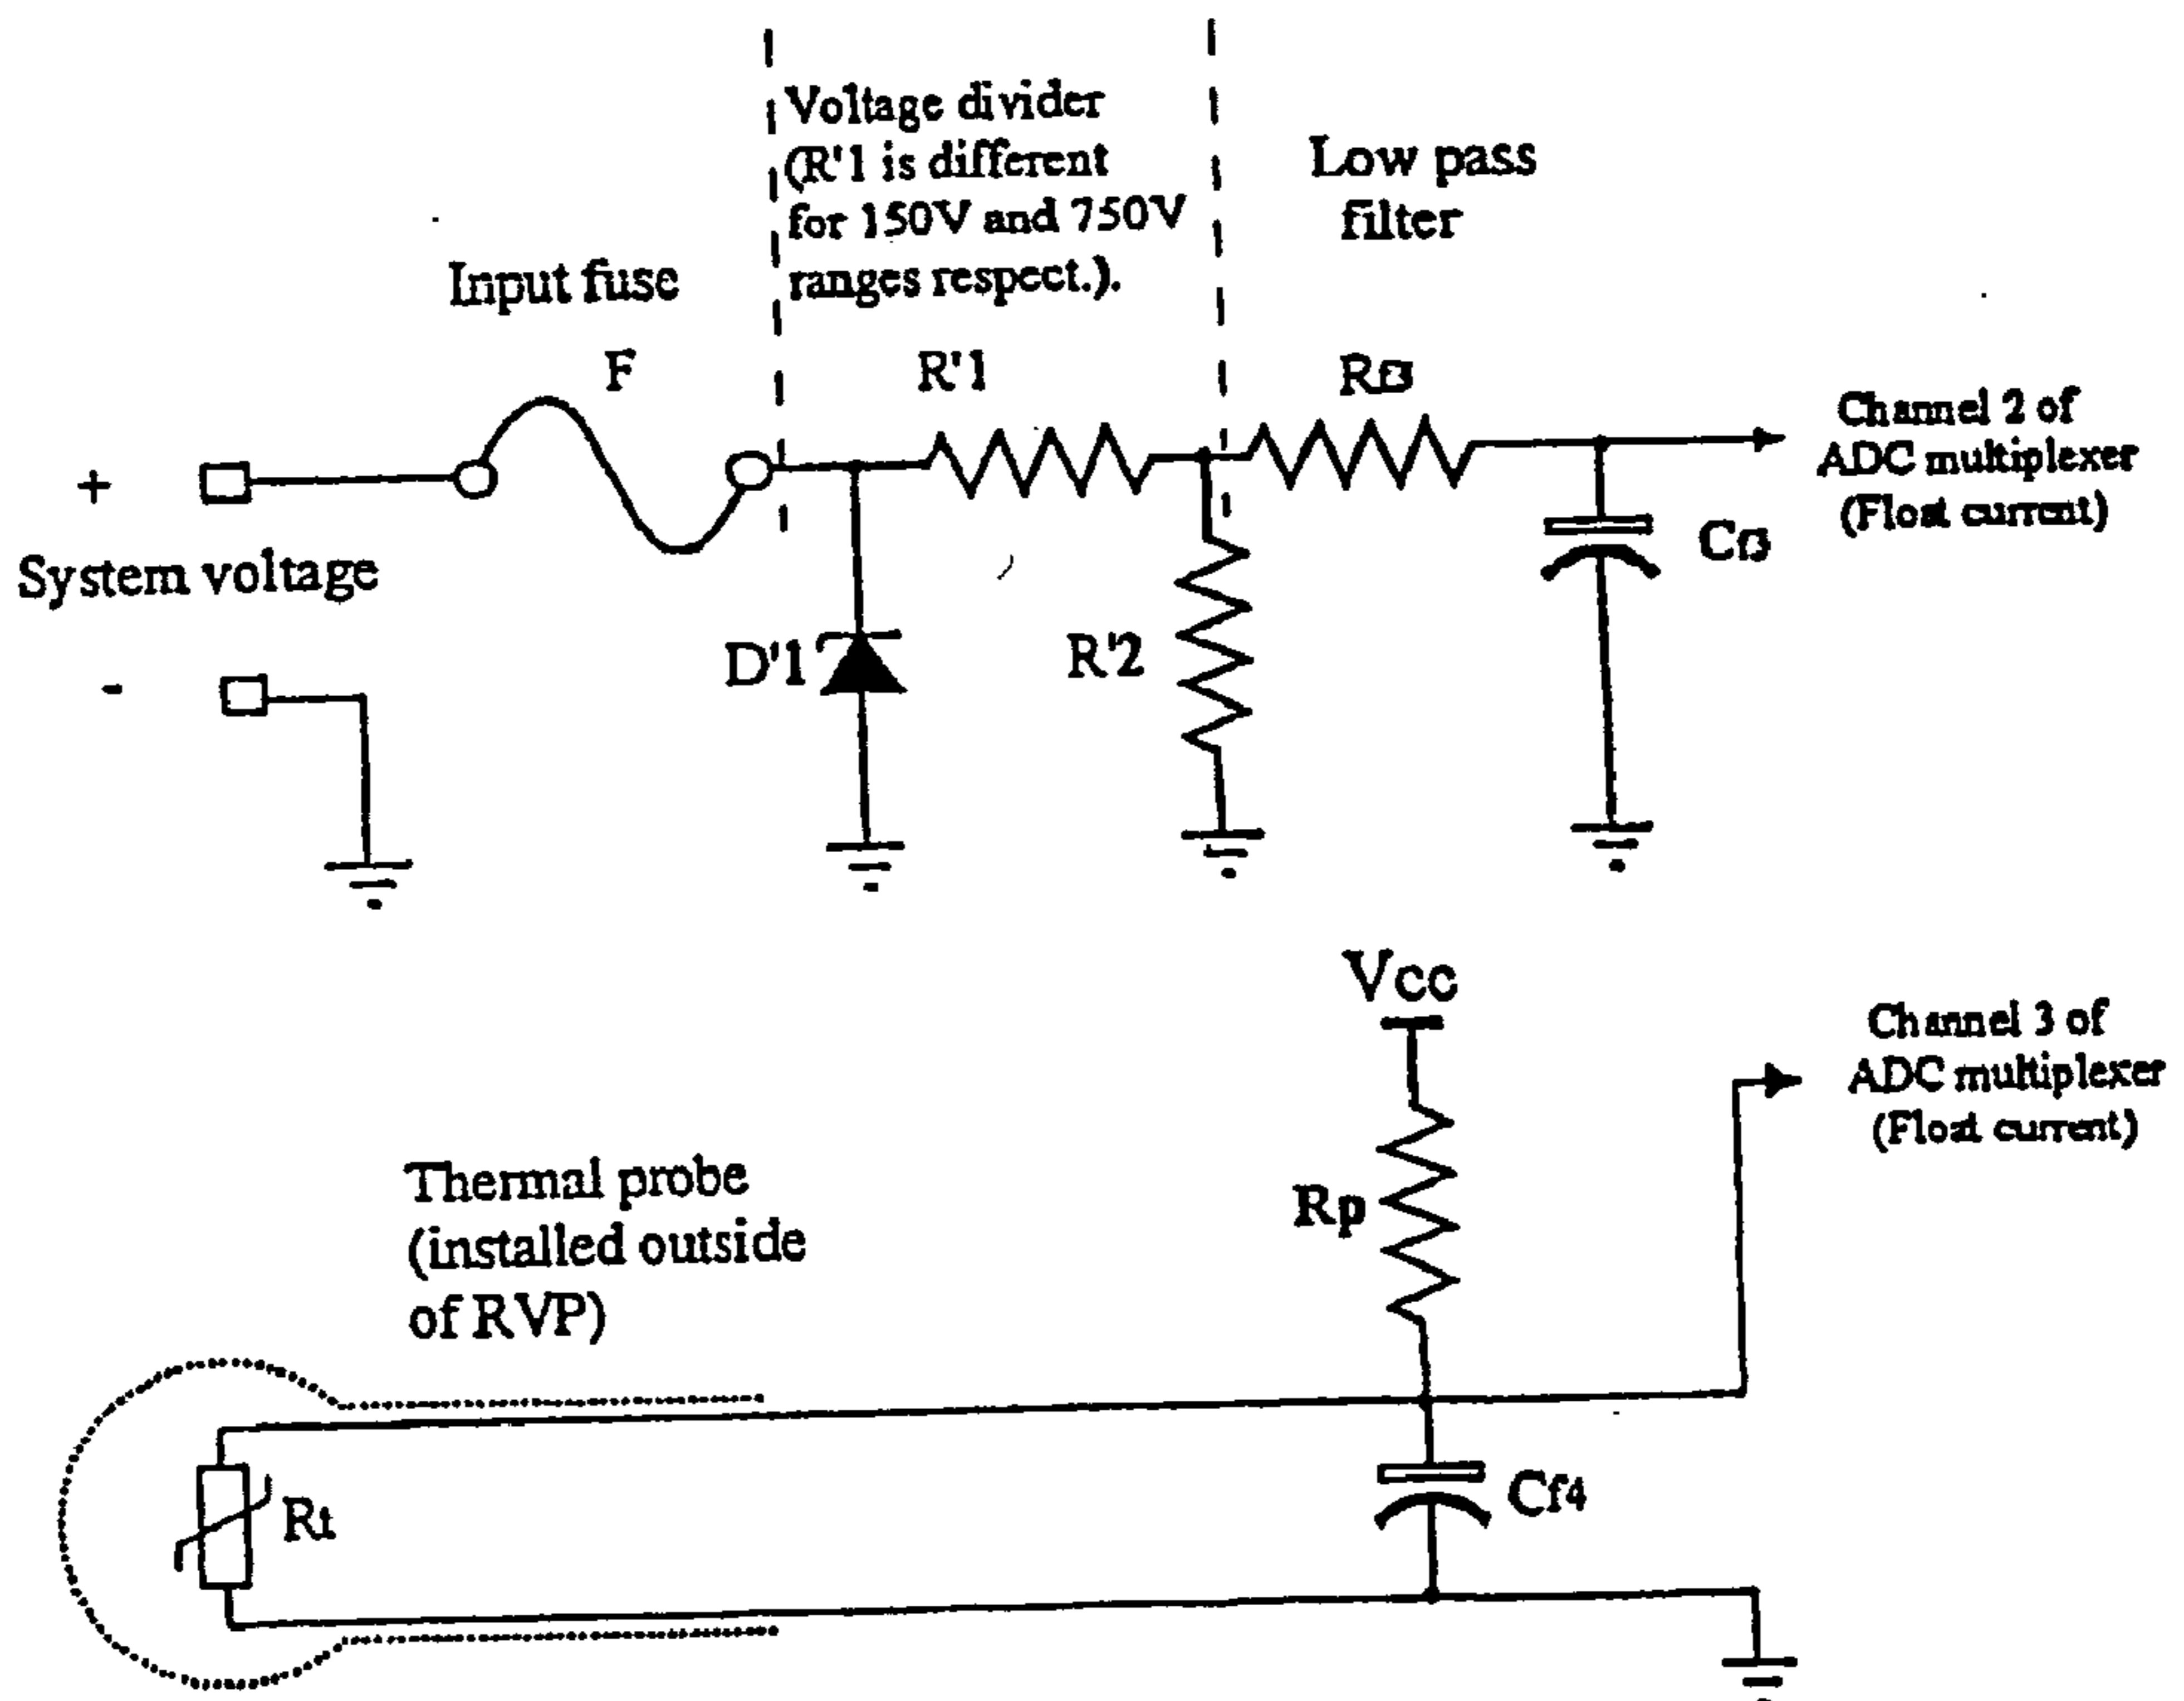 Voltage divider
(R'1 is different
for 150V and 750V
ranges respect.).
Low pass
filter
Input fuse
F
R'1
Rf3
Channel 2 of
ADC multiplexer
(Float current)
+
System voltage
-
D'1
R'2
Cf3
Vcc
Channel 3 of
ADC multiplexer
(Float current)
Thermal probe
(installed outside
of RVP)
Rp
Rt
Cf4